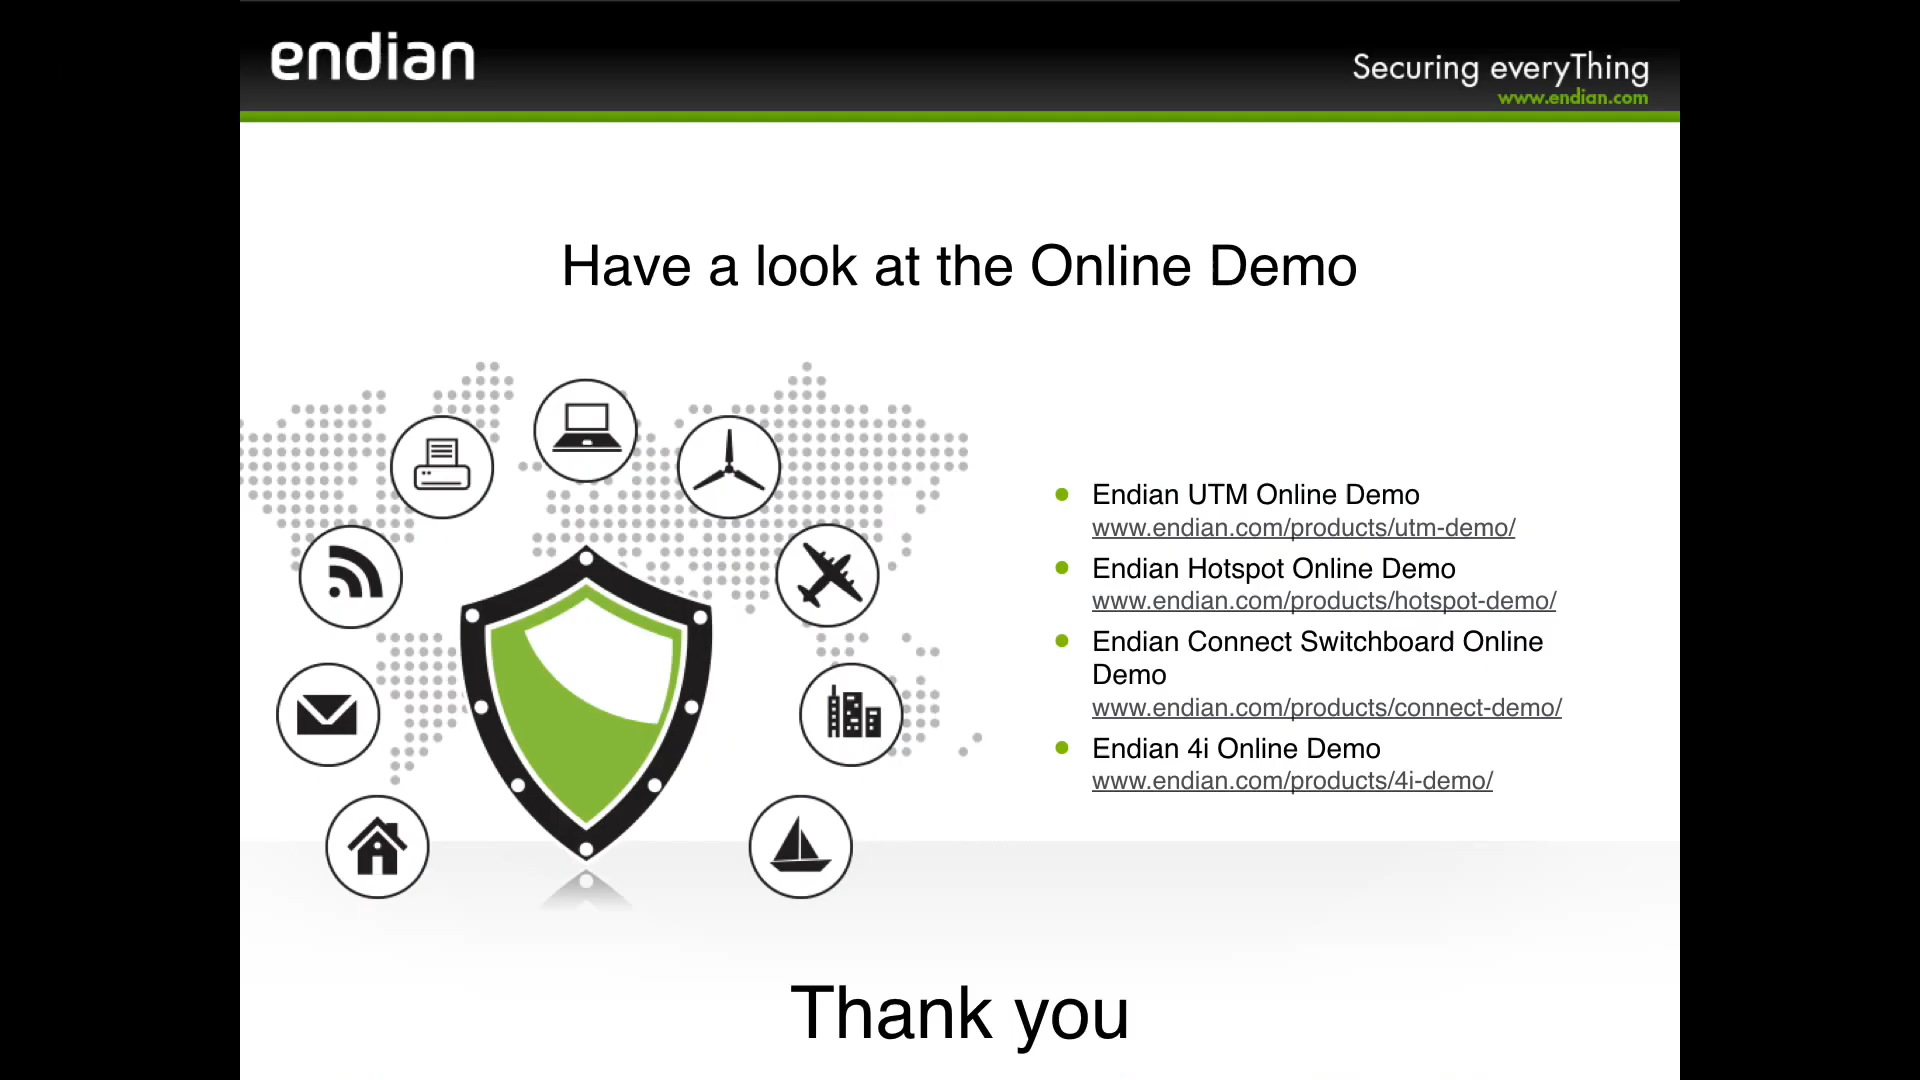 endian
Securing everyThing
www.endian.com
Have a look at the Online Demo
Endian UTM Online Demo
www.endian.com/products/utm-demo/
Endian Hotspot Online Demo
www.endian.com/products/hotspot-demo/
Endian Connect Switchboard Online
Demo
www.endian.com/products/connect-demo/
Endian 4i Online Demo
www.endian.com/products/4i-demo/
Thank you